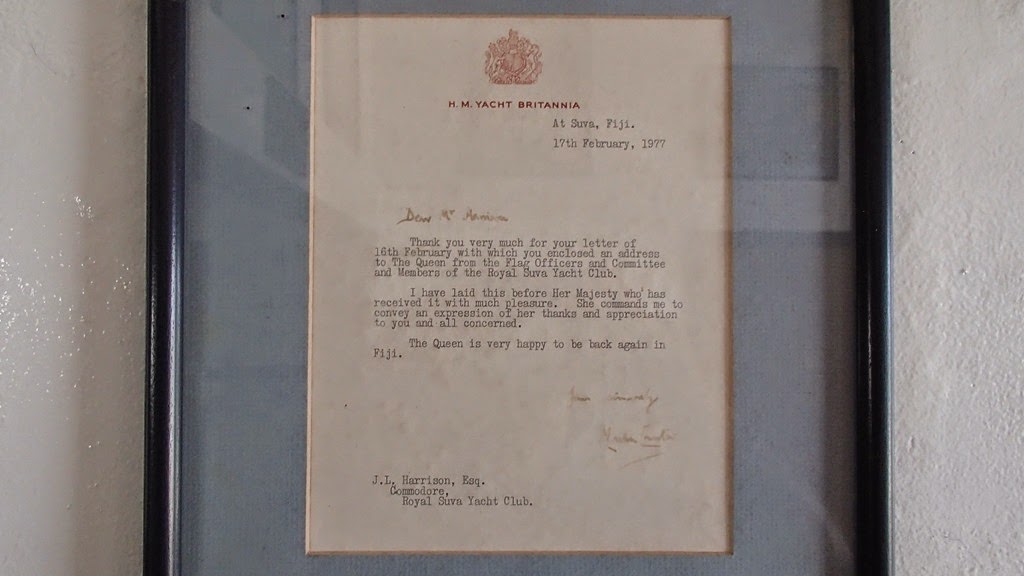 H. M. YACHT BRITANNIA
At Suva, Fiji.
17th February, 1977
Dear Mr Harrison
Thank you very much for your letter of
16th February with which you enclosed an address
to The Queen from the Flag Officers and Committee
and Members of the Royal Suva Yacht Club.
I have laid this before Her Majesty who has
received it with much pleasure. She commands me to
convey an expression of her thanks and appreciation
to you and all concerned.
The Queen is very happy to be back again in
Fiji.
sincerely
J.L. Harrison, Esq.
Commodore,
Royal Suva Yacht Club.